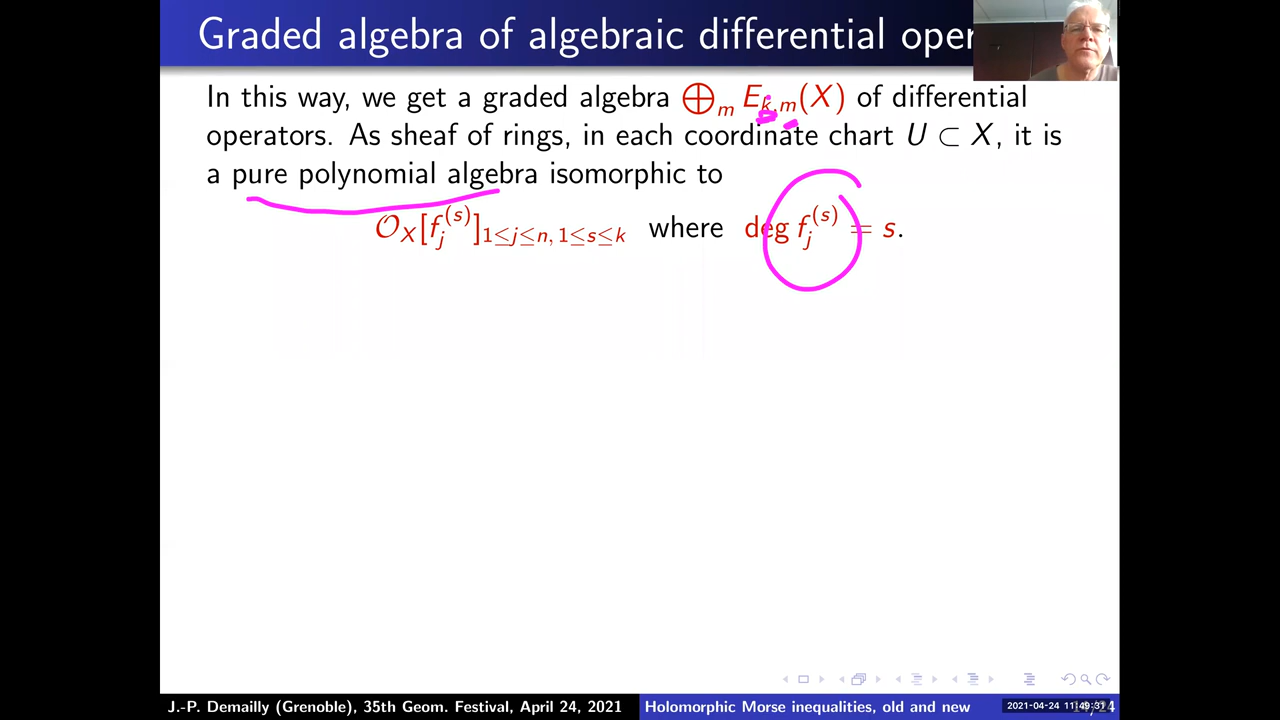 Graded algebra of algebraic differential oper
In this way, we get a graded algebra ⊕_m E_{k,m}(X) of differential
operators. As sheaf of rings, in each coordinate chart U ⊂ X, it is
a pure polynomial algebra isomorphic to
𝒪_X[f_j^{(s)}]_{1≤j≤n, 1≤s≤k} where deg f_j^{(s)} = s.
J.-P. Demailly (Grenoble), 35th Geom. Festival, April 24, 2021 Holomorphic Morse inequalities, old and new
2021-04-24 11:49:31